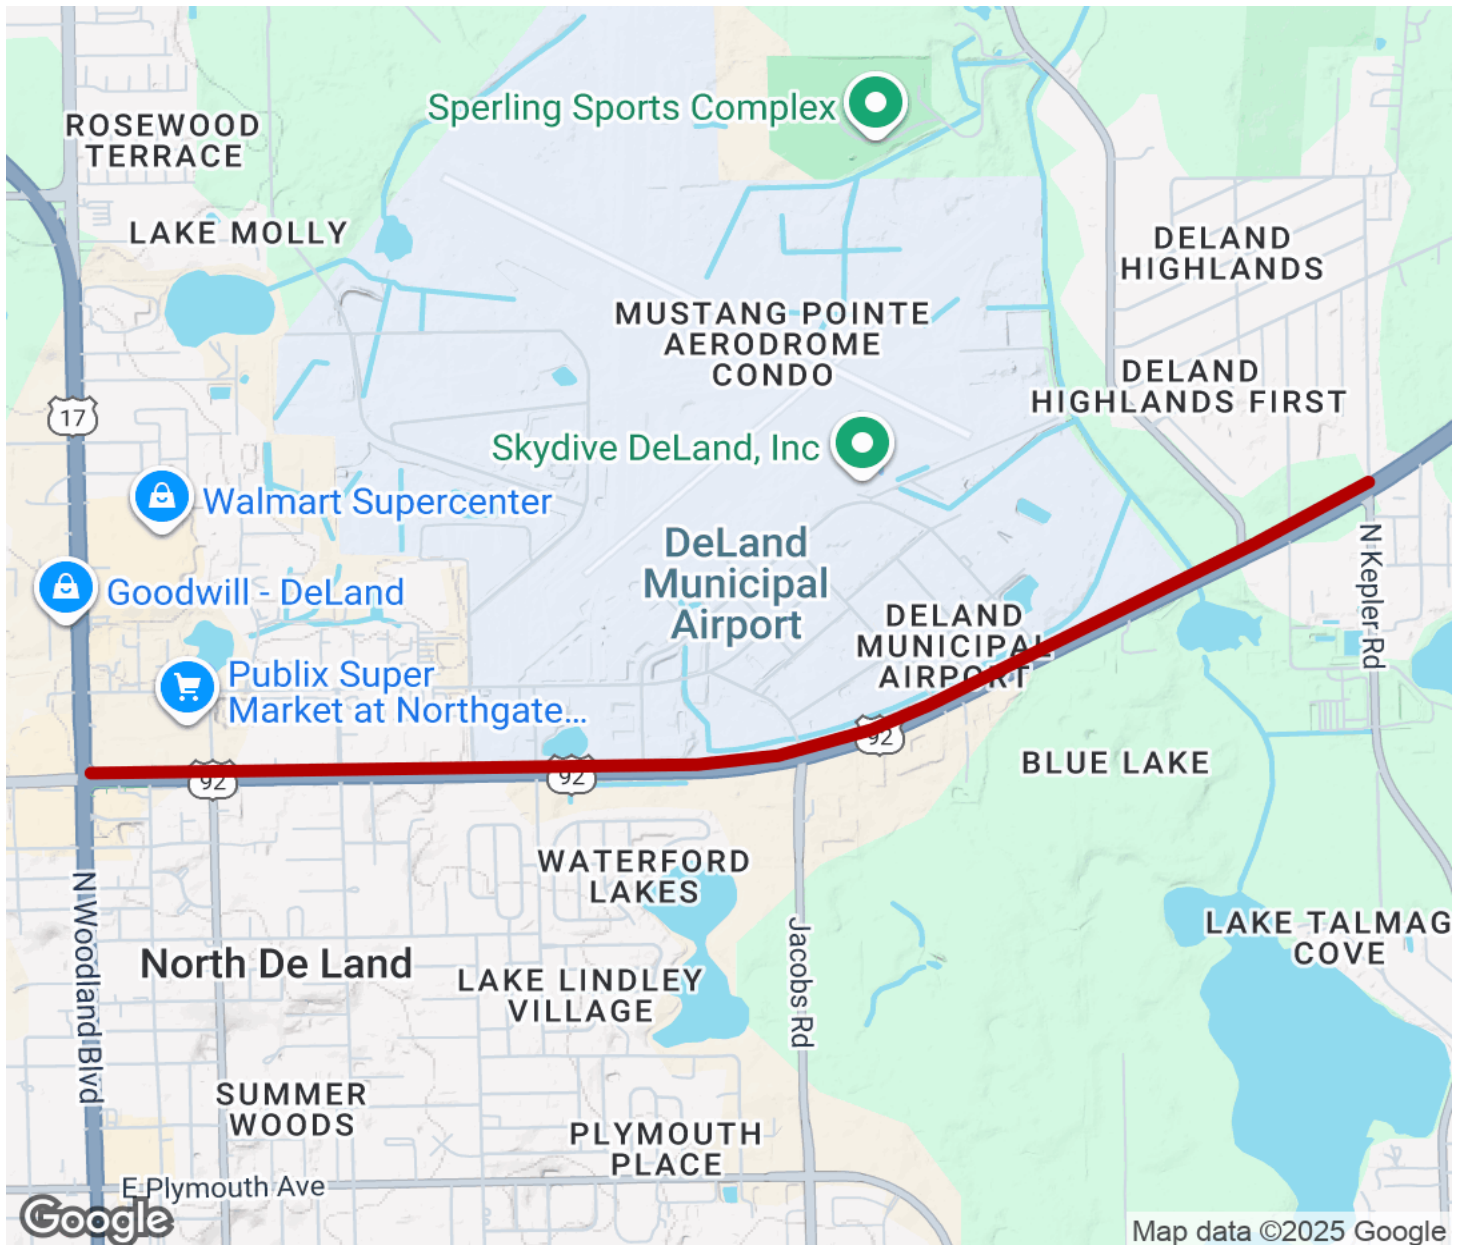 Sperling Sports Complex
ROSEWOOD
TERRACE
LAKE MOLLY
DELAND
HIGHLANDS
MUSTANG POINTE
AERODROME
CONDO
DELAND
HIGHLANDS FIRST
17
Skydive DeLand, Inc
Walmart Supercenter
DeLand
Municipal
Airport
N Kepler Rd
Goodwill - DeLand
DELAND
MUNICIPAL
AIRPORT
Publix Super
Market at Northgate...
92
92
92
BLUE LAKE
WATERFORD
LAKES
N Woodland Blvd
Jacobs Rd
LAKE TALMAG
COVE
North De Land
LAKE LINDLEY
VILLAGE
SUMMER
WOODS
PLYMOUTH
PLACE
E Plymouth Ave
Google
Map data ©2025 Google